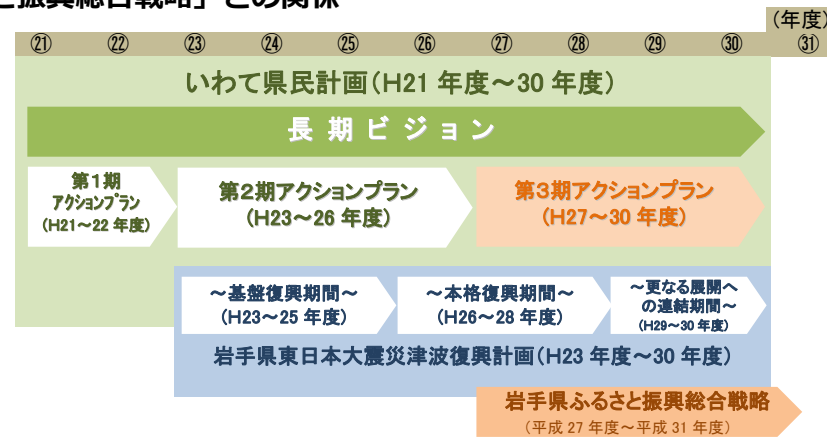 と振興総合戦略」との関係
(年度)
㉑ ㉒ ㉓ ㉔ ㉕ ㉖ ㉗ ㉘ ㉙ ㉚ ㉛
いわて県民計画(H21 年度～30 年度)
長 期 ビ ジ ョ ン
第1期
アクションプラン
(H21～22 年度)
第2期アクションプラン
(H23～26 年度)
第3期アクションプラン
(H27～30 年度)
～基盤復興期間～
(H23～25 年度)
～本格復興期間～
(H26～28 年度)
～更なる展開へ
の連結期間～
(H29～30 年度)
岩手県東日本大震災津波復興計画(H23 年度～30 年度)
岩手県ふるさと振興総合戦略
(平成 27 年度～平成 31 年度)